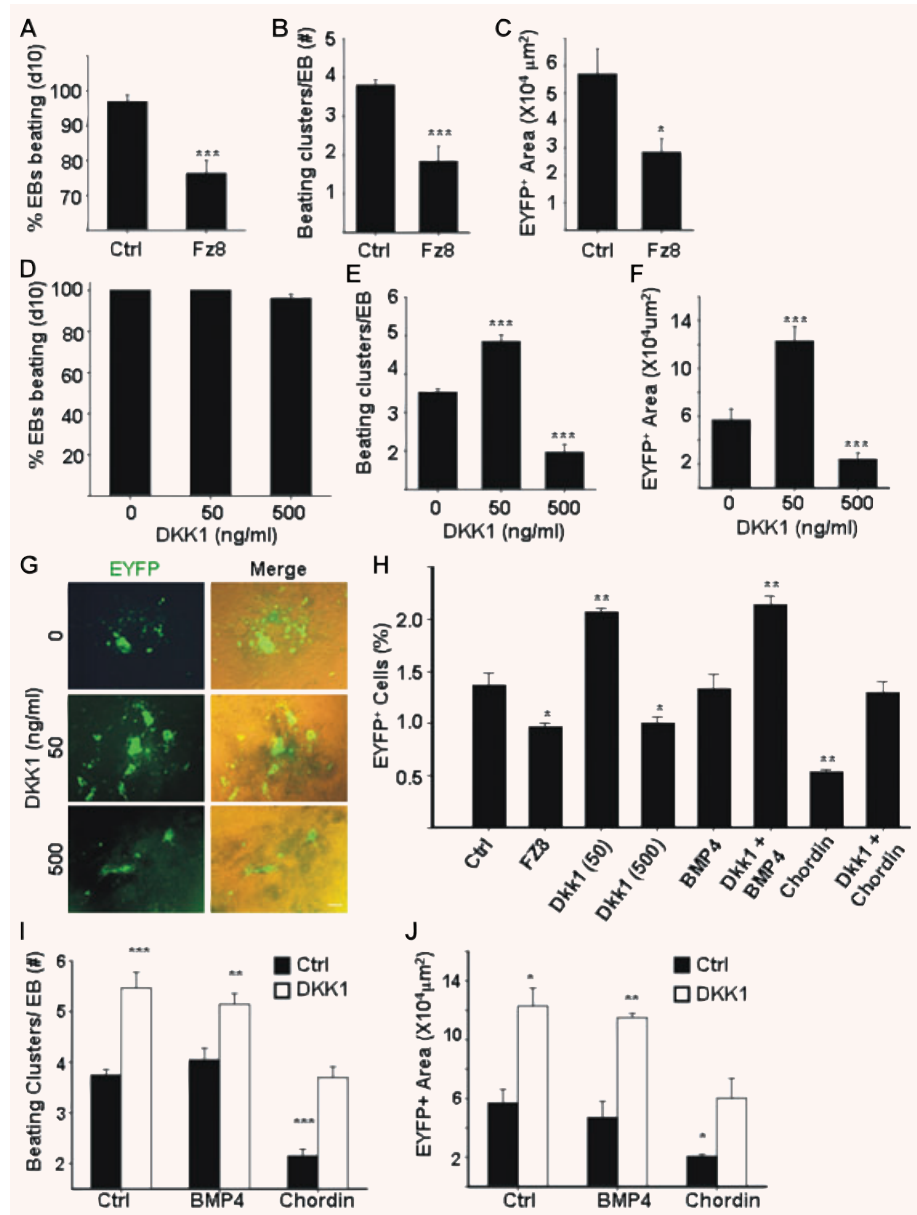 A
% EBs beating (d10)
100
90
80
70
***
Ctrl
Fz8
B
Beating clusters/EB (#)
5
4
3
2
1
***
Ctrl
Fz8
C
EYFP+ Area (X10⁴ µm²)
6
5
4
3
2
1
*
Ctrl
Fz8
D
% EBs beating (d10)
100
80
60
40
20
0
50
500
DKK1 (ng/ml)
E
Beating clusters/EB
6
5
4
3
2
***
***
0
50
500
DKK1 (ng/ml)
F
EYFP⁺ Area (X10⁴um²)
14
10
6
2
***
***
0
50
500
DKK1 (ng/ml)
G
EYFP
Merge
DKK1 (ng/ml)
0
50
500
H
EYFP⁺ Cells (%)
2.0
1.5
1.0
0.5
*
**
*
**
**
Ctrl
FZ8
Dkk1 (50)
Dkk1 (500)
BMP4
Dkk1+
BMP4
Chordin
Dkk1+
Chordin
I
Beating Clusters/ EB (#)
6
5
4
3
2
***
**
***
Ctrl
DKK1
Ctrl
BMP4
Chordin
J
EYFP+ Area (X10⁴µm²)
14
10
6
2
*
**
*
Ctrl
DKK1
Ctrl
BMP4
Chordin